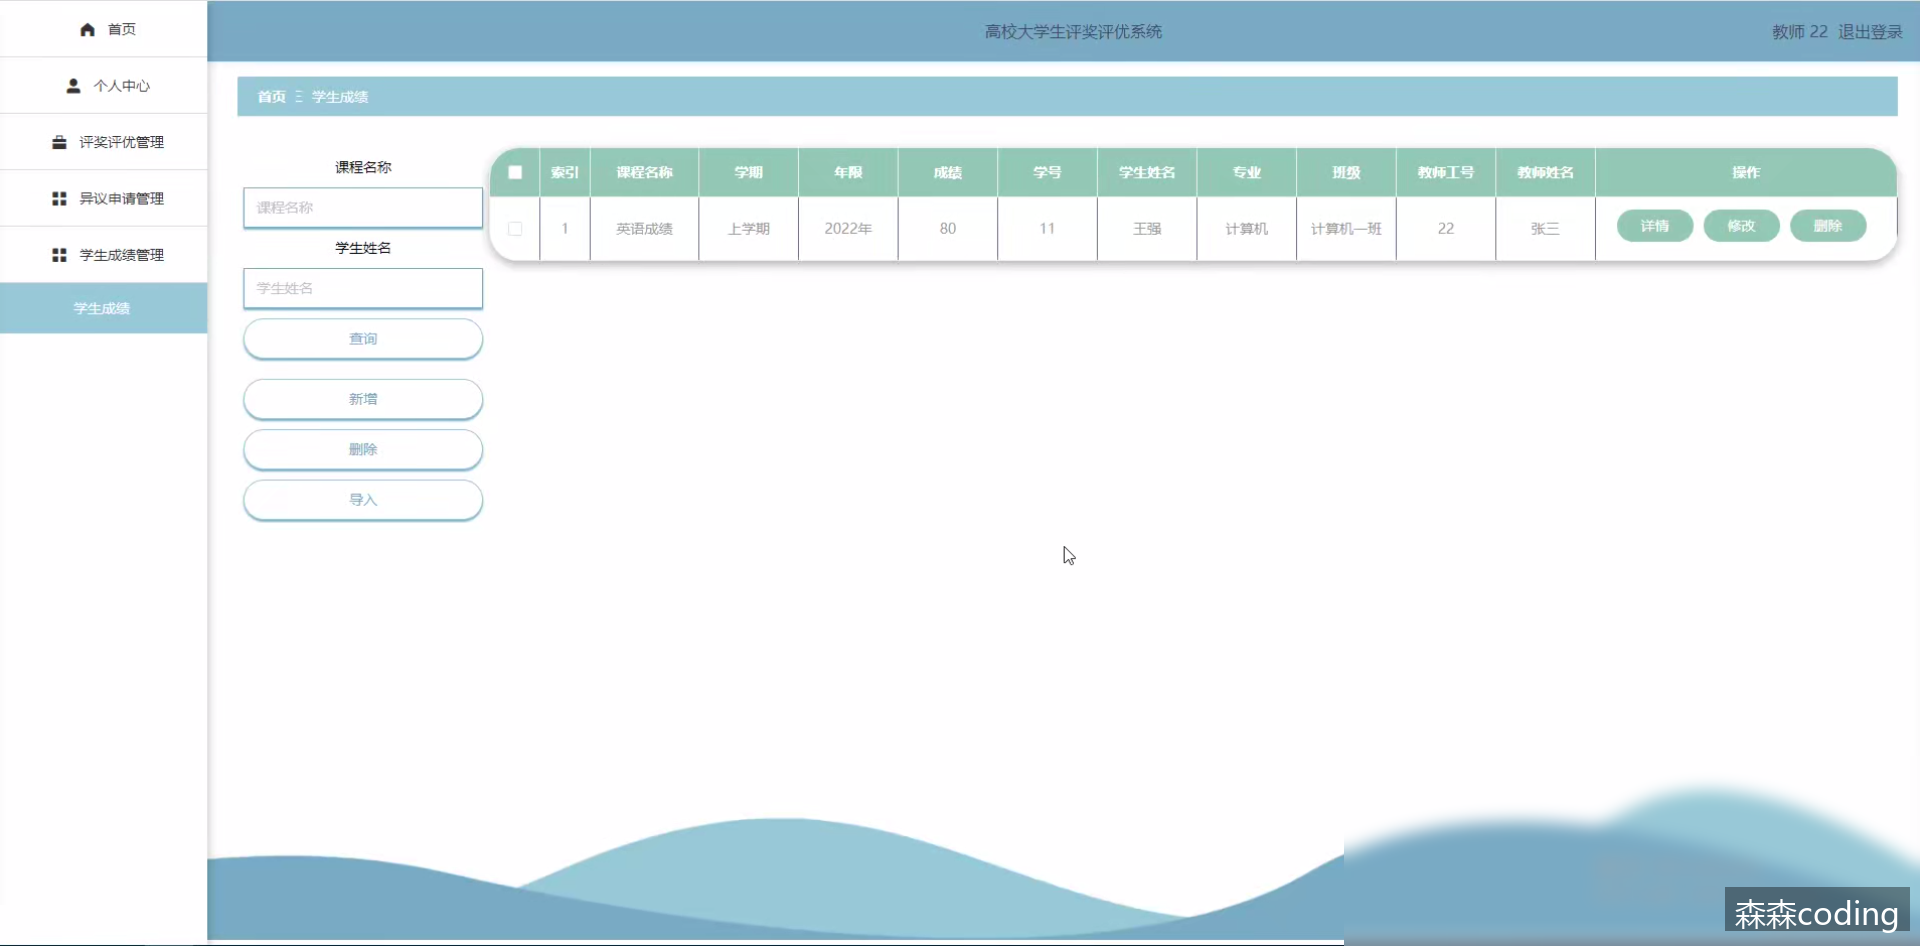 首页
个人中心
评奖评优管理
异议申请管理
学生成绩管理
学生成绩
高校大学生评奖评优系统
教师 22 退出登录
首页 学生成绩
课程名称
课程名称
学生姓名
学生姓名
查询
新增
删除
导入
索引 课程名称 学期 年限 成绩 学号 学生姓名 专业 班级 教师工号 教师姓名 操作
1 英语成绩 上学期 2022年 80 11 王强 计算机 计算机一班 22 张三 详情 修改 删除
森森coding